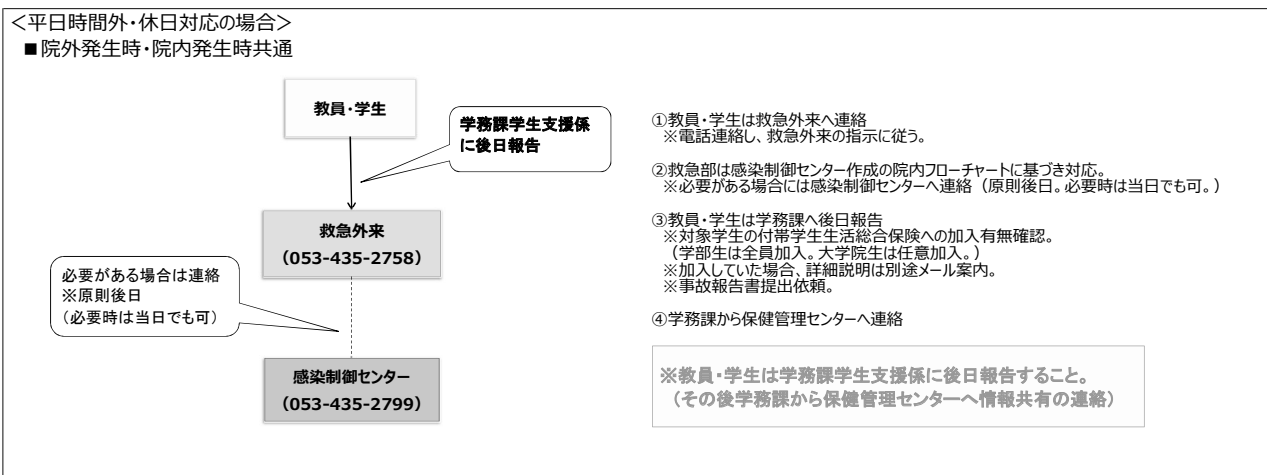 ＜平日時間外・休日対応の場合＞
■院外発生時・院内発生時共通
教員・学生
学務課学生支援係
に後日報告
救急外来
（053-435-2758）
必要がある場合は連絡
※原則後日
（必要時は当日でも可）
感染制御センター
（053-435-2799）
①教員・学生は救急外来へ連絡
※電話連絡し、救急外来の指示に従う。
②救急部は感染制御センター作成の院内フローチャートに基づき対応。
※必要がある場合には感染制御センターへ連絡（原則後日。必要時は当日でも可。）
③教員・学生は学務課へ後日報告
※対象学生の付帯学生生活総合保険への加入有無確認。
（学部生は全員加入。大学院生は任意加入。）
※加入していた場合、詳細説明は別途メール案内。
※事故報告書提出依頼。
④学務課から保健管理センターへ連絡
※教員・学生は学務課学生支援係に後日報告すること。
（その後学務課から保健管理センターへ情報共有の連絡）